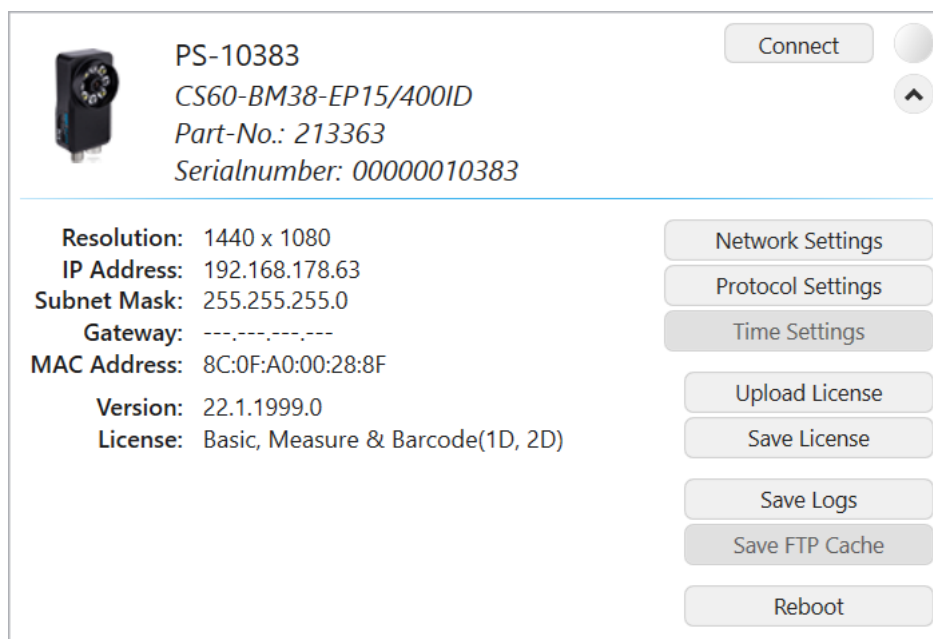 PS-10383
Connect
CS60-BM38-EP15/400ID
Part-No.: 213363
Serialnumber: 00000010383
Resolution: 1440 x 1080
IP Address: 192.168.178.63
Subnet Mask: 255.255.255.0
Gateway: ---.---.---.---
MAC Address: 8C:0F:A0:00:28:8F
Version: 22.1.1999.0
License: Basic, Measure & Barcode(1D, 2D)
Network Settings
Protocol Settings
Time Settings
Upload License
Save License
Save Logs
Save FTP Cache
Reboot